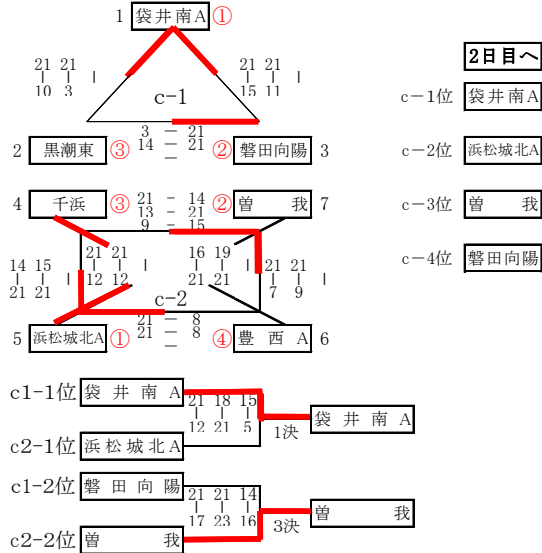 1 袋井南A ①
21 21 |
| | |
10 3
21 21 |
| | |
15 11
c-1
3 － 21
14 － 21
－
2 黒潮東 ③
② 磐田向陽 3
2日目へ
c－1位 袋井南A
c－2位 浜松城北A
c－3位 曽 我
c－4位 磐田向陽
4 千浜 ③
21 － 14
13 － 21
9 － 15
② 曽 我 7
14 15
| |
21 21
21 21 |
| |
12 12
16 19 |
| |
21 21
21 21 |
| |
7 9
c-2
5 浜松城北A ①
21 － 8
21 － 8
－
④ 豊西A 6
c1-1位 袋井南A
21 18 15
| | |
12 21 5
1決
袋井南A
c2-1位 浜松城北A
c1-2位 磐田向陽
21 21 14
| | |
17 23 16
3決
曽 我
c2-2位 曽 我